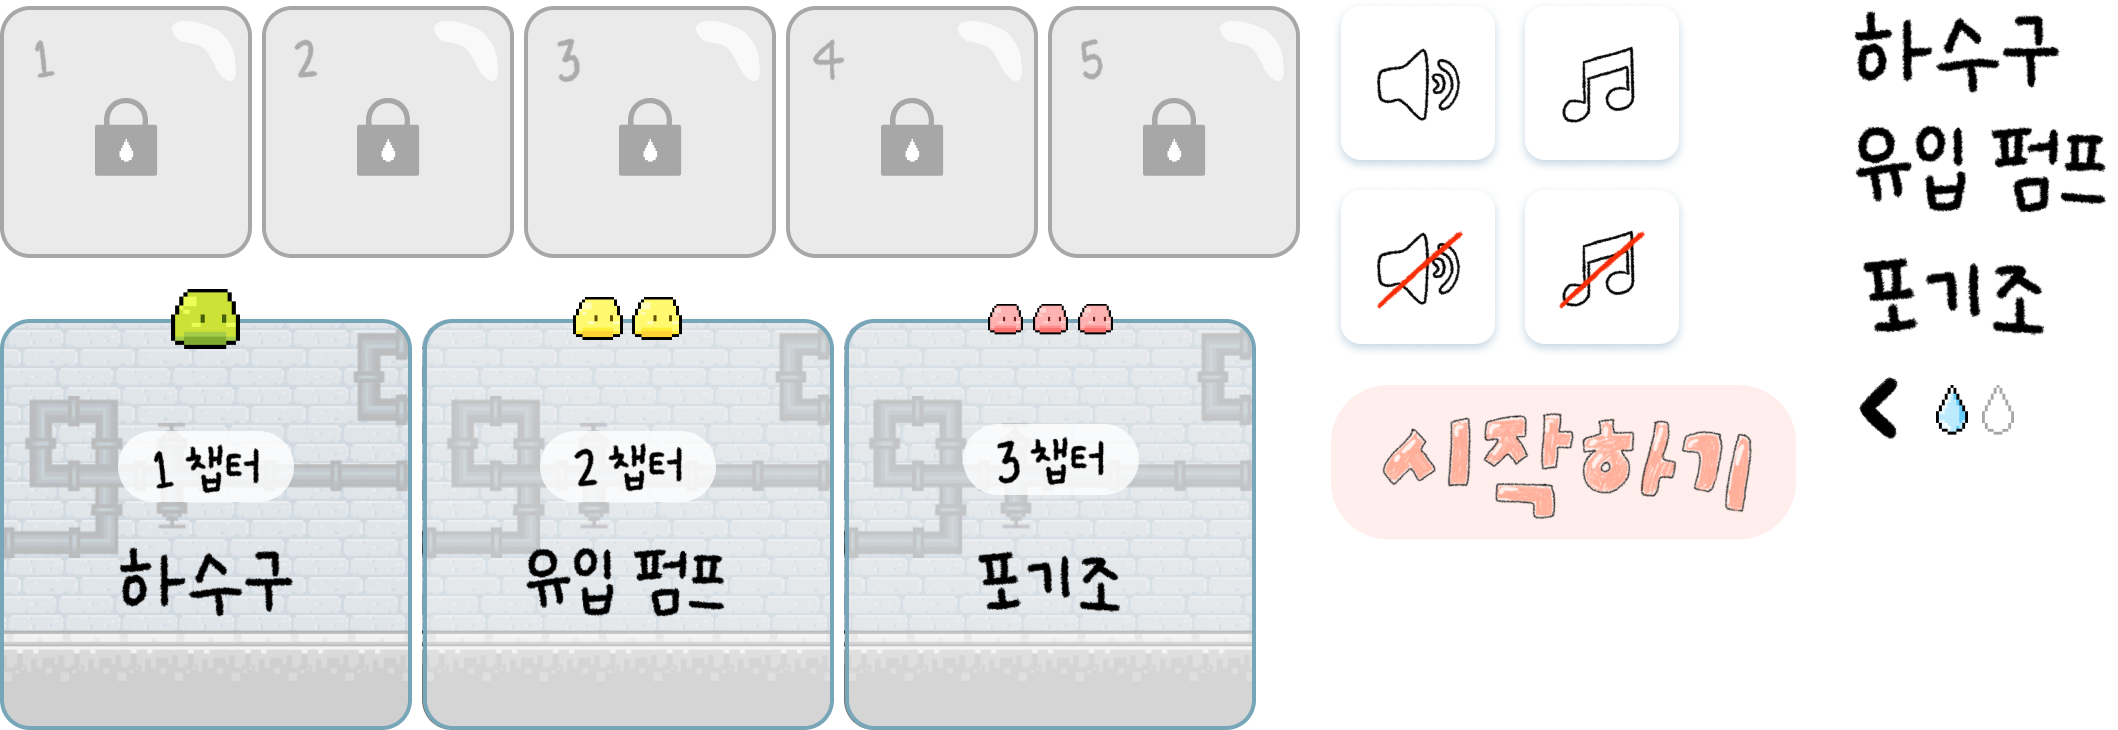 1 2 3 4 5
1 챕터
하수구
2 챕터
유입 펌프
3 챕터
포기조
시작하기
하수구
유입 펌프
포기조
<